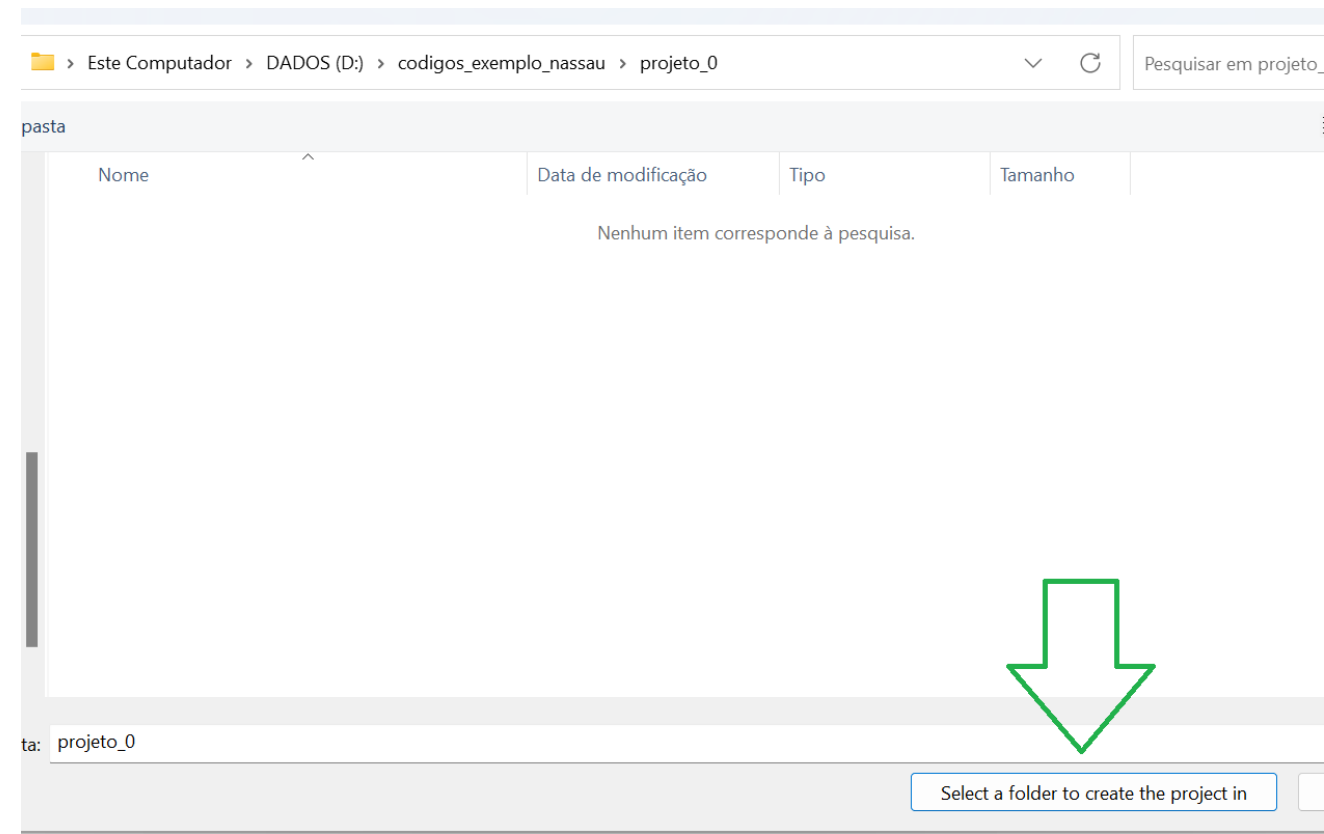 Este Computador > DADOS (D:) > codigos_exemplo_nassau > projeto_0
Pesquisar em projeto_
pasta
Nome Data de modificação Tipo Tamanho
Nenhum item corresponde à pesquisa.
ta: projeto_0
Select a folder to create the project in